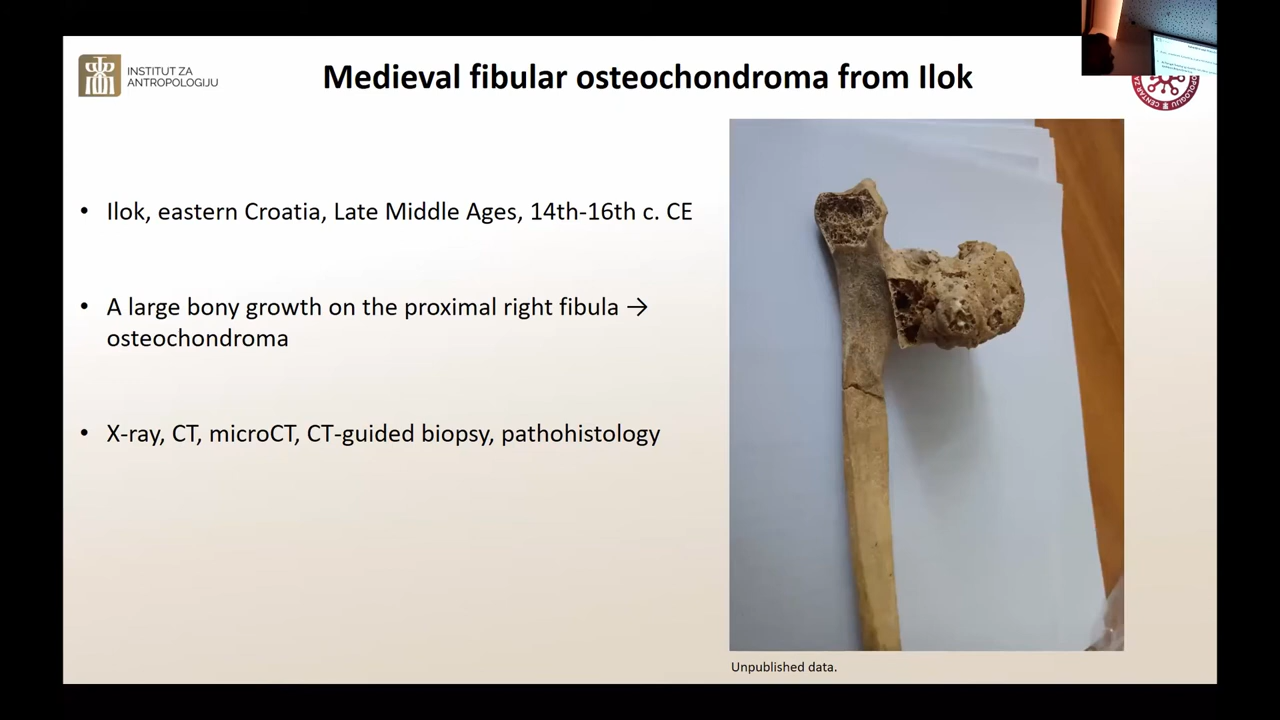 INSTITUT ZA
ANTROPOLOGIJU
Medieval fibular osteochondroma from Ilok
• Ilok, eastern Croatia, Late Middle Ages, 14th-16th c. CE
• A large bony growth on the proximal right fibula →
osteochondroma
• X-ray, CT, microCT, CT-guided biopsy, pathohistology
Unpublished data.